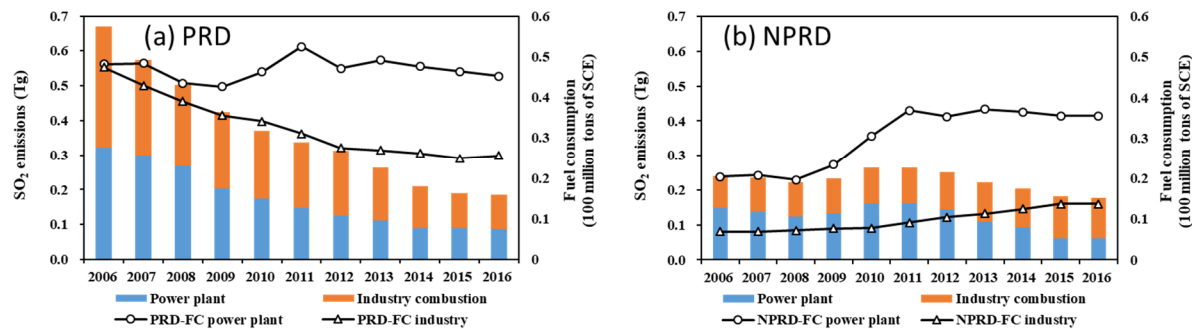 (a) PRD
SO2 emissions (Tg)
0.7
0.6
0.5
0.4
0.3
0.2
0.1
0.0
0.6
0.5
0.4
0.3
0.2
0.1
0
Fuel consumption
(100 million tons of SCE)
2006 2007 2008 2009 2010 2011 2012 2013 2014 2015 2016
Power plant Industry combustion
PRD-FC power plant PRD-FC industry
(b) NPRD
SO2 emissions (Tg)
0.7
0.6
0.5
0.4
0.3
0.2
0.1
0.0
0.6
0.5
0.4
0.3
0.2
0.1
0
Fuel consumption
(100 million tons of SCE)
2006 2007 2008 2009 2010 2011 2012 2013 2014 2015 2016
Power plant Industry combustion
NPRD-FC power plant NPRD-FC industry